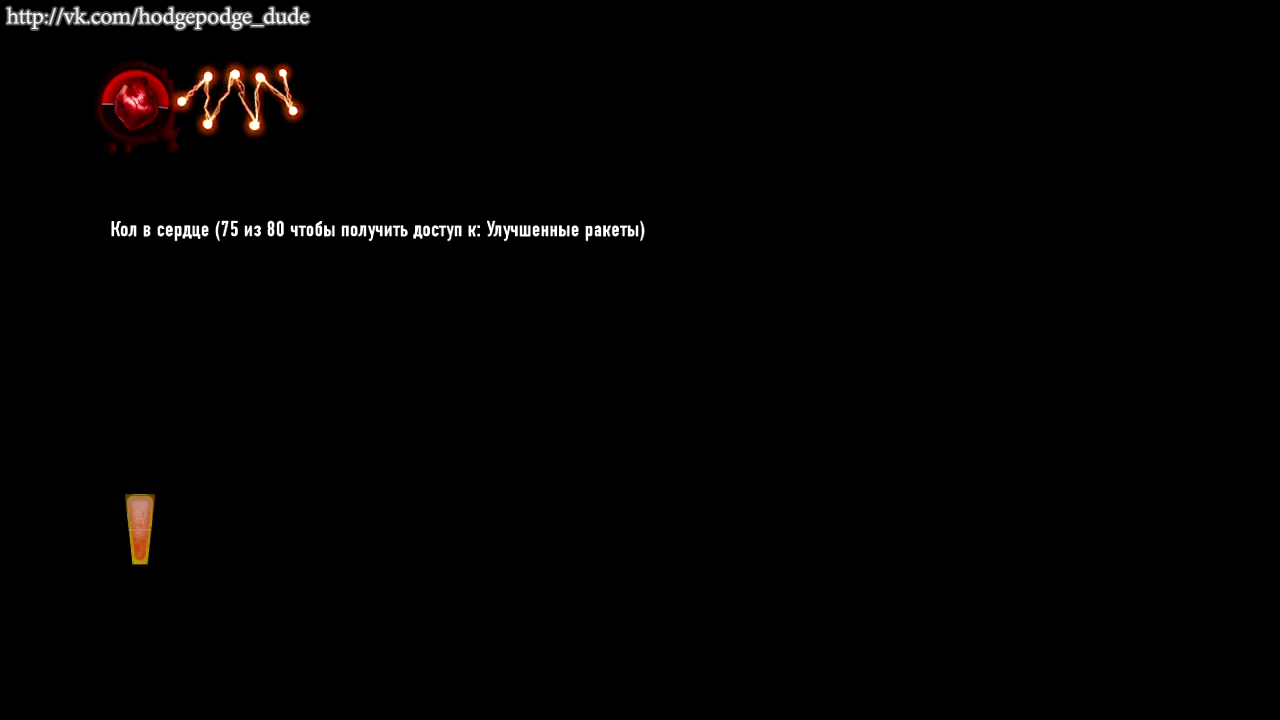 http://vk.com/hodgepodge_dude
Кол в сердце (75 из 80 чтобы получить доступ к: Улучшенные ракеты)